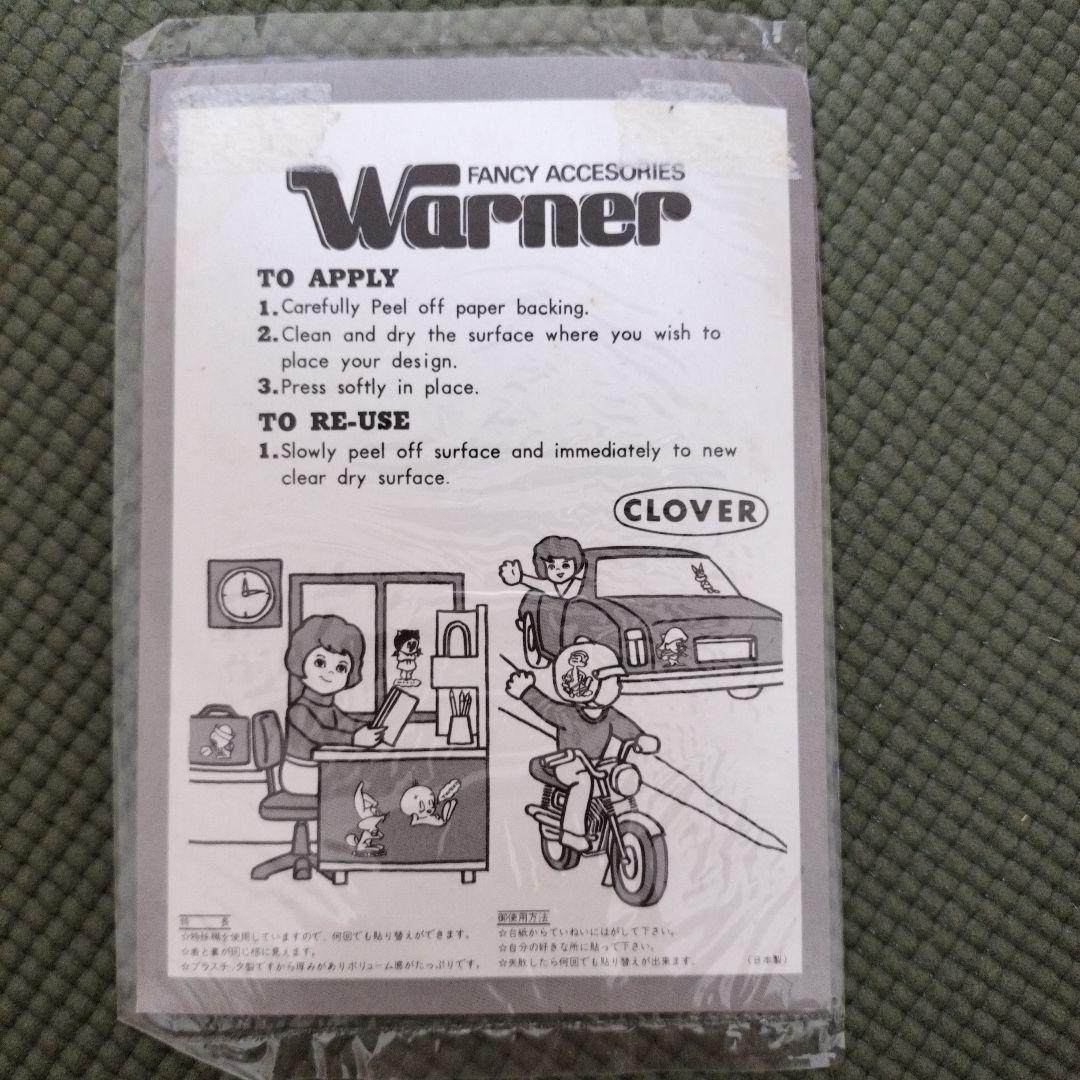 FANCY ACCESORIES
Warner
TO APPLY
1. Carefully Peel off paper backing.
2. Clean and dry the surface where you wish to
place your design.
3. Press softly in place.
TO RE-USE
1. Slowly peel off surface and immediately to new
clear dry surface.
CLOVER
特 長
☆特殊糊を使用していますので、何回でも貼り替えができます。
☆表と裏が同じ様に見えます。
☆プラスチック製ですから厚みがありボリューム感がたっぷりです。
御使用方法
☆台紙からていねいにはがして下さい。
☆自分の好きな所に貼って下さい。
☆失敗したら何回でも貼り替えが出来ます。
(日本製)